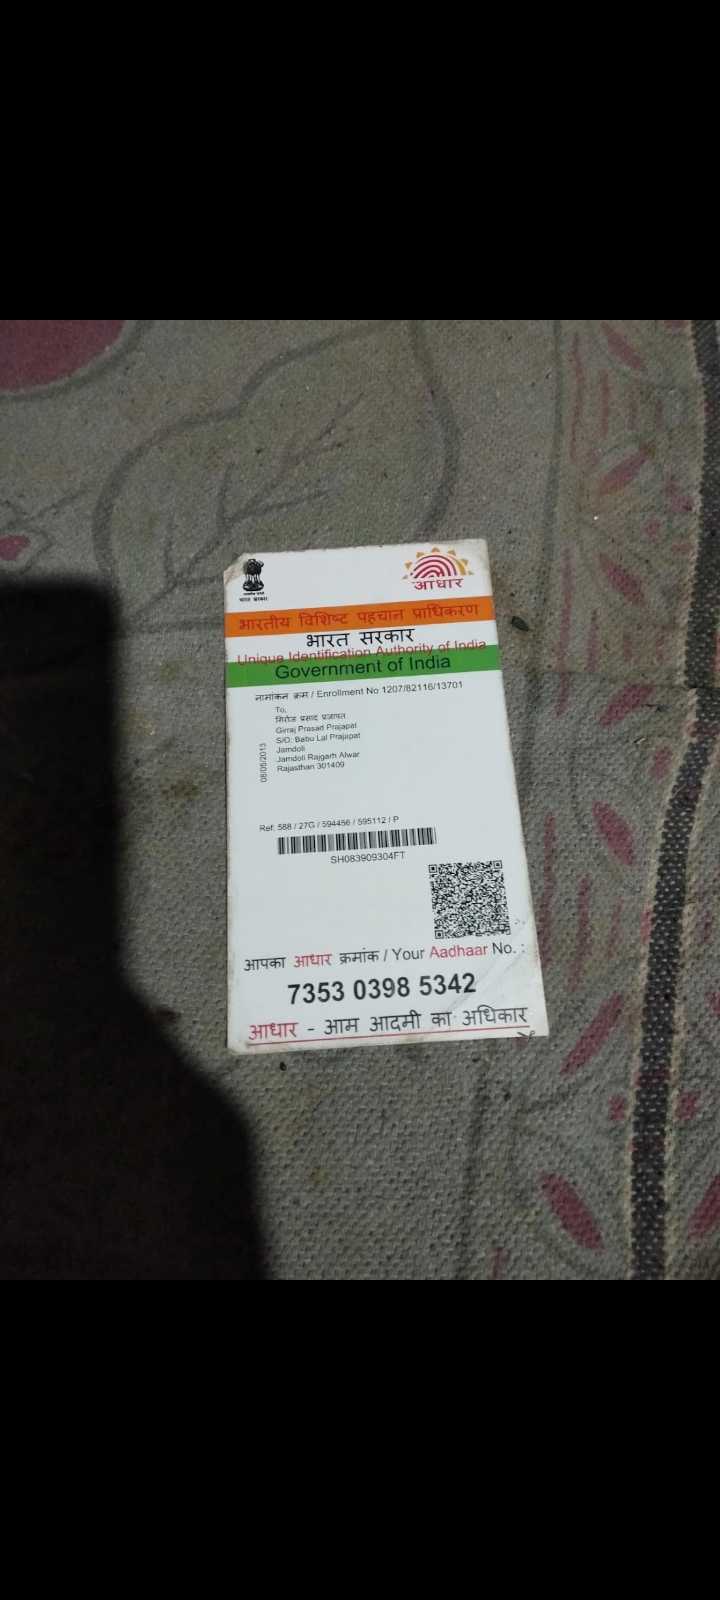 भारत सरकार
आधार
भारतीय विशिष्ट पहचान प्राधिकरण
भारत सरकार
Unique Identification Authority of India
Government of India
नामांकन क्रम / Enrollment No 1207/82116/13701
To,
गिर्राज प्रसाद प्रजापत
Girraj Prasad Prajapat
S/O: Babu Lal Prajapat
Jamdoli
Jamdoli Rajgarh Alwar
Rajasthan 301409
08/05/2013
Ref: 588 / 27G / 594456 / 595112 / P
SH083909304FT
आपका आधार क्रमांक / Your Aadhaar No. :
7353 0398 5342
आधार - आम आदमी का अधिकार